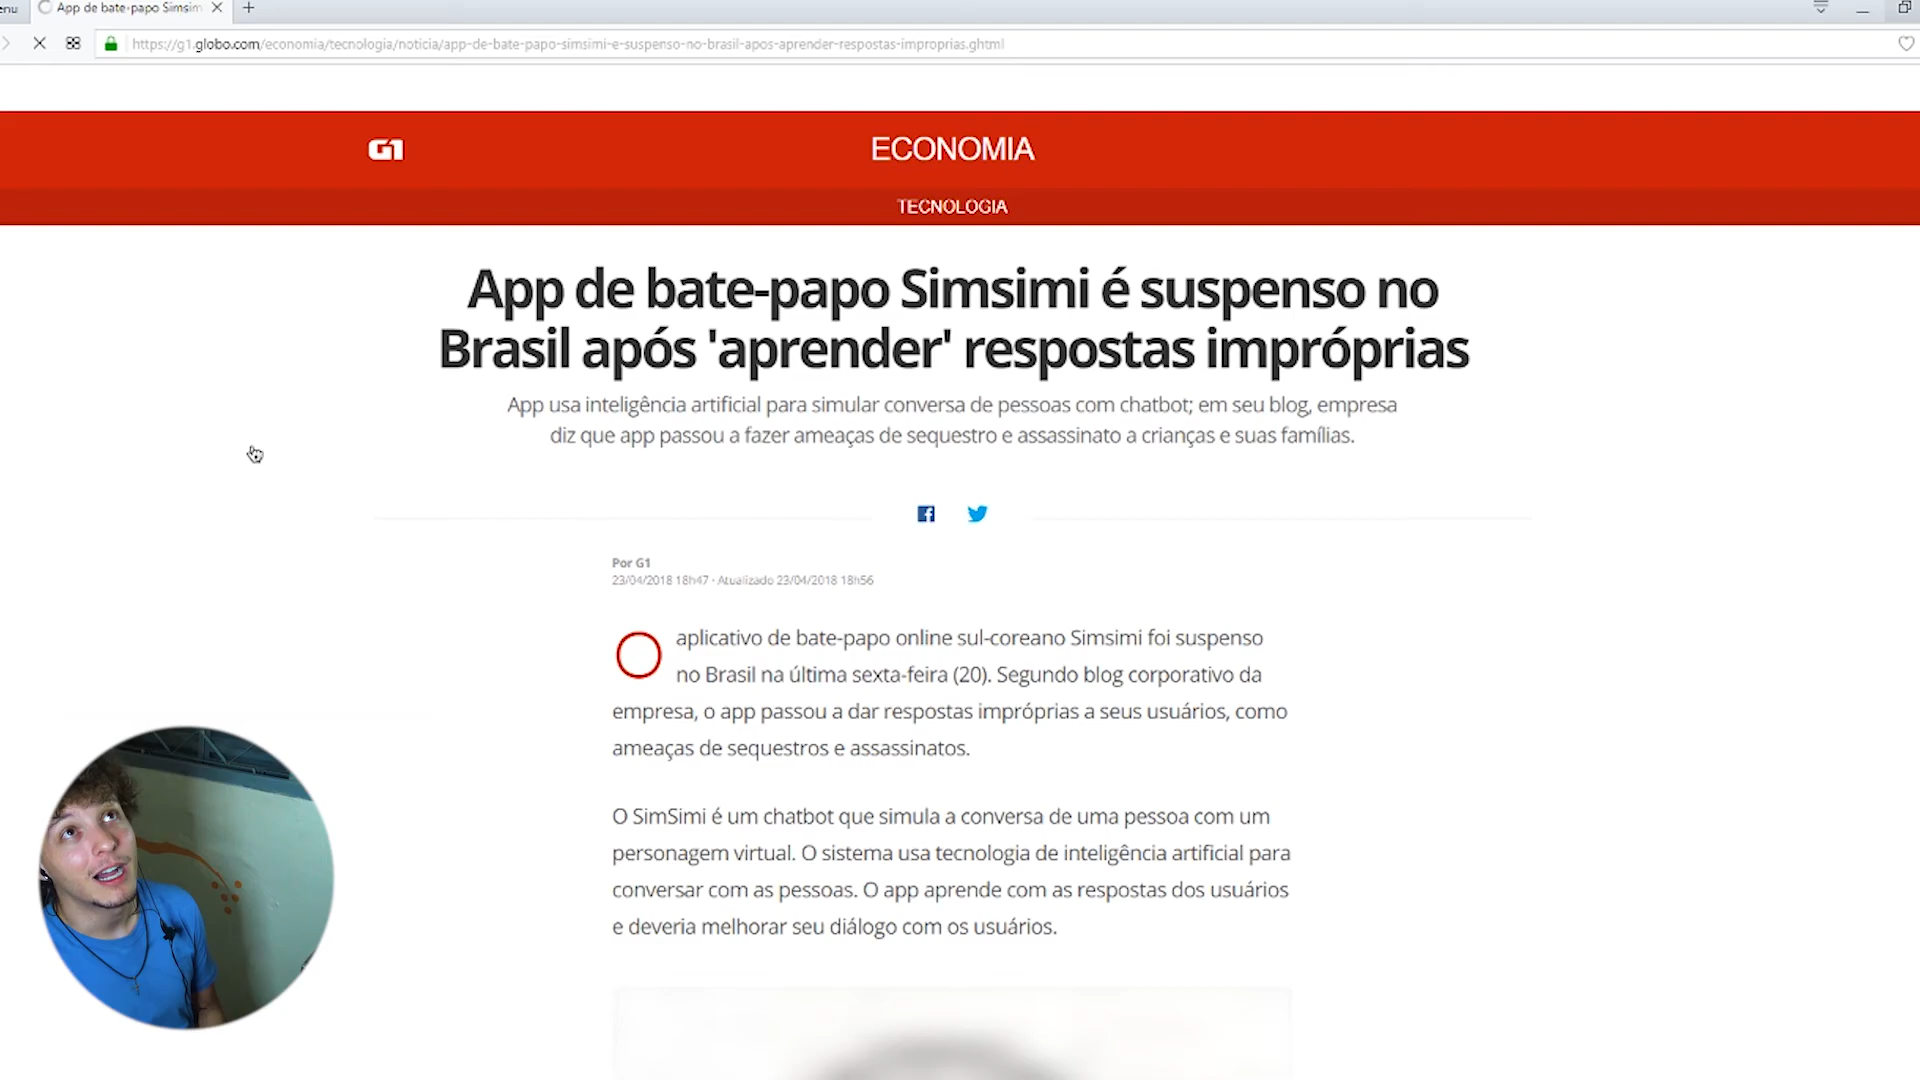 enu
App de bate-papo Simsim
https://g1.globo.com/economia/tecnologia/noticia/app-de-bate-papo-simsimi-e-suspenso-no-brasil-apos-aprender-respostas-improprias.ghtml
G1
ECONOMIA
TECNOLOGIA
App de bate-papo Simsimi é suspenso no
Brasil após 'aprender' respostas impróprias
App usa inteligência artificial para simular conversa de pessoas com chatbot; em seu blog, empresa
diz que app passou a fazer ameaças de sequestro e assassinato a crianças e suas famílias.
Por G1
23/04/2018 18h47 · Atualizado 23/04/2018 18h56
O aplicativo de bate-papo online sul-coreano Simsimi foi suspenso
no Brasil na última sexta-feira (20). Segundo blog corporativo da
empresa, o app passou a dar respostas impróprias a seus usuários, como
ameaças de sequestros e assassinatos.
O SimSimi é um chatbot que simula a conversa de uma pessoa com um
personagem virtual. O sistema usa tecnologia de inteligência artificial para
conversar com as pessoas. O app aprende com as respostas dos usuários
e deveria melhorar seu diálogo com os usuários.